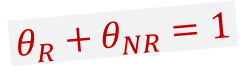 θ_R + θ_NR = 1